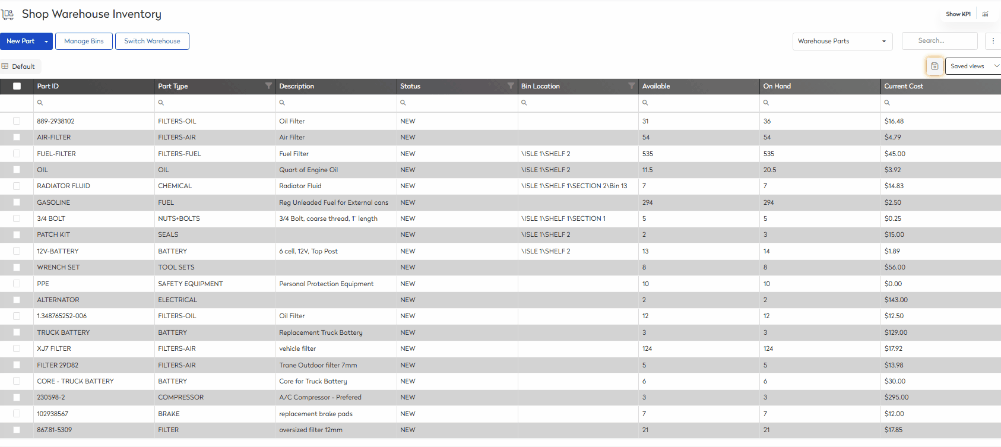 Shop Warehouse Inventory Show KPI
New Part Manage Bins Switch Warehouse Warehouse Parts Search...
Default Saved views
Part ID Part Type Description Status Bin Location Available On Hand Current Cost
889-2938102 FILTERS-OIL Oil Filter NEW 31 36 $16.48
AIR-FILTER FILTERS-AIR Air Filter NEW 54 54 $4.79
FUEL-FILTER FILTERS-FUEL Fuel Filter NEW \ISLE 1\SHELF 2 535 535 $45.00
OIL OIL Quart of Engine Oil NEW \ISLE 1\SHELF 2 11.5 20.5 $3.92
RADIATOR FLUID CHEMICAL Radiator Fluid NEW \ISLE 1\SHELF 1\SECTION 2\Bin 13 7 7 $14.83
GASOLINE FUEL Reg Unleaded Fuel for External cans NEW 294 294 $2.50
3/4 BOLT NUTS+BOLTS 3/4 Bolt, coarse thread, 1" length NEW \ISLE 1\SHELF 1\SECTION 1 5 5 $0.25
PATCH KIT SEALS NEW \ISLE 1\SHELF 2 2 3 $15.00
12V-BATTERY BATTERY 6 cell, 12V, Top Post NEW \ISLE 1\SHELF 2 13 14 $1.89
WRENCH SET TOOL SETS NEW 8 8 $56.00
PPE SAFETY EQUIPMENT Personal Protection Equipment NEW 10 10 $0.00
ALTERNATOR ELECTRICAL NEW 2 2 $143.00
1.348765252-006 FILTERS-OIL Oil Filter NEW 12 12 $12.50
TRUCK BATTERY BATTERY Replacement Truck Battery NEW 3 3 $129.00
XJ7 FILTER FILTERS-AIR vehicle filter NEW 124 124 $17.92
FILTER 29D82 FILTERS-AIR Trane Outdoor filter 7mm NEW 5 5 $13.98
CORE - TRUCK BATTERY BATTERY Core for Truck Battery NEW 6 6 $30.00
230598-2 COMPRESSOR A/C Compressor - Prefered NEW 3 3 $295.00
102938567 BRAKE replacement brake pads NEW 7 7 $12.00
867.81-5309 FILTER oversized filter 12mm NEW 21 21 $17.85